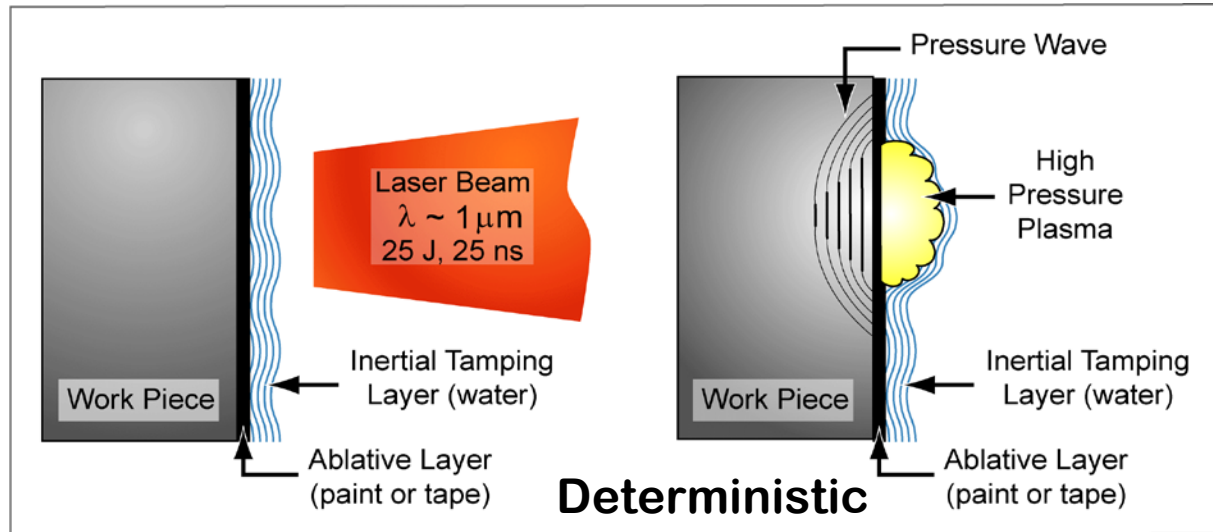 Laser Beam
λ ~ 1 μm
25 J, 25 ns
Inertial Tamping
Layer (water)
Work Piece
Ablative Layer
(paint or tape)
Pressure Wave
High
Pressure
Plasma
Inertial Tamping
Layer (water)
Work Piece
Ablative Layer
(paint or tape)
Deterministic